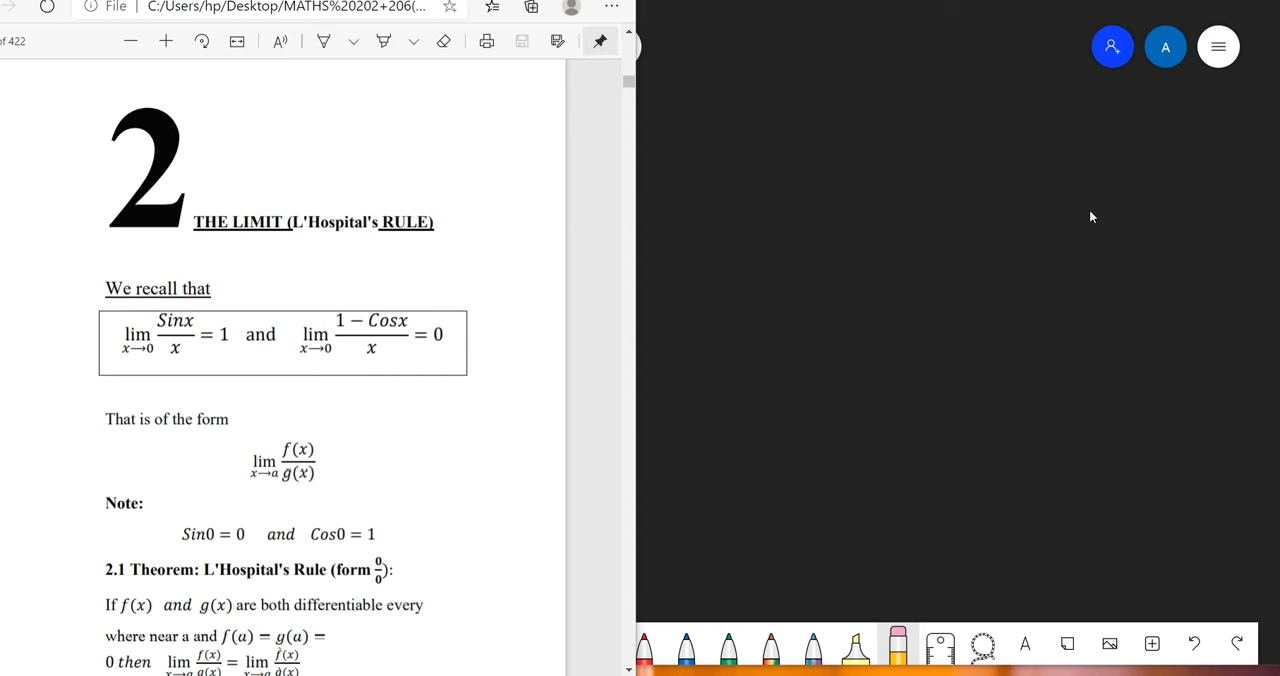 File C:/Users/hp/Desktop/MATHS%20202+206(...
of 422
A
2
THE LIMIT (L'Hospital's RULE)
We recall that
lim x→0 Sinx/x = 1 and lim x→0 1 − Cosx/x = 0
That is of the form
lim x→a f(x)/g(x)
Note:
Sin0 = 0 and Cos0 = 1
2.1 Theorem: L'Hospital's Rule (form 0/0):
If f(x) and g(x) are both differentiable every
where near a and f(a) = g(a) =
0 then lim x→a f(x)/g(x) = lim x→a f́(x)/g(x)
A